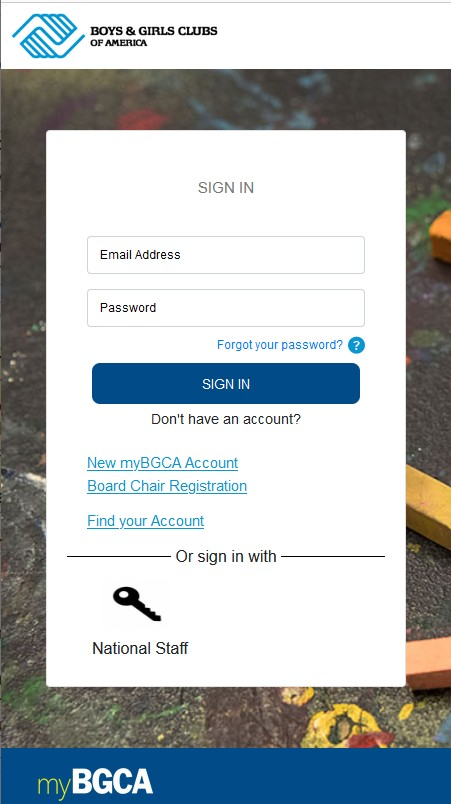 BOYS & GIRLS CLUBS
OF AMERICA
SIGN IN
Email Address
Password
Forgot your password? ?
SIGN IN
Don't have an account?
New myBGCA Account
Board Chair Registration
Find your Account
Or sign in with
National Staff
myBGCA